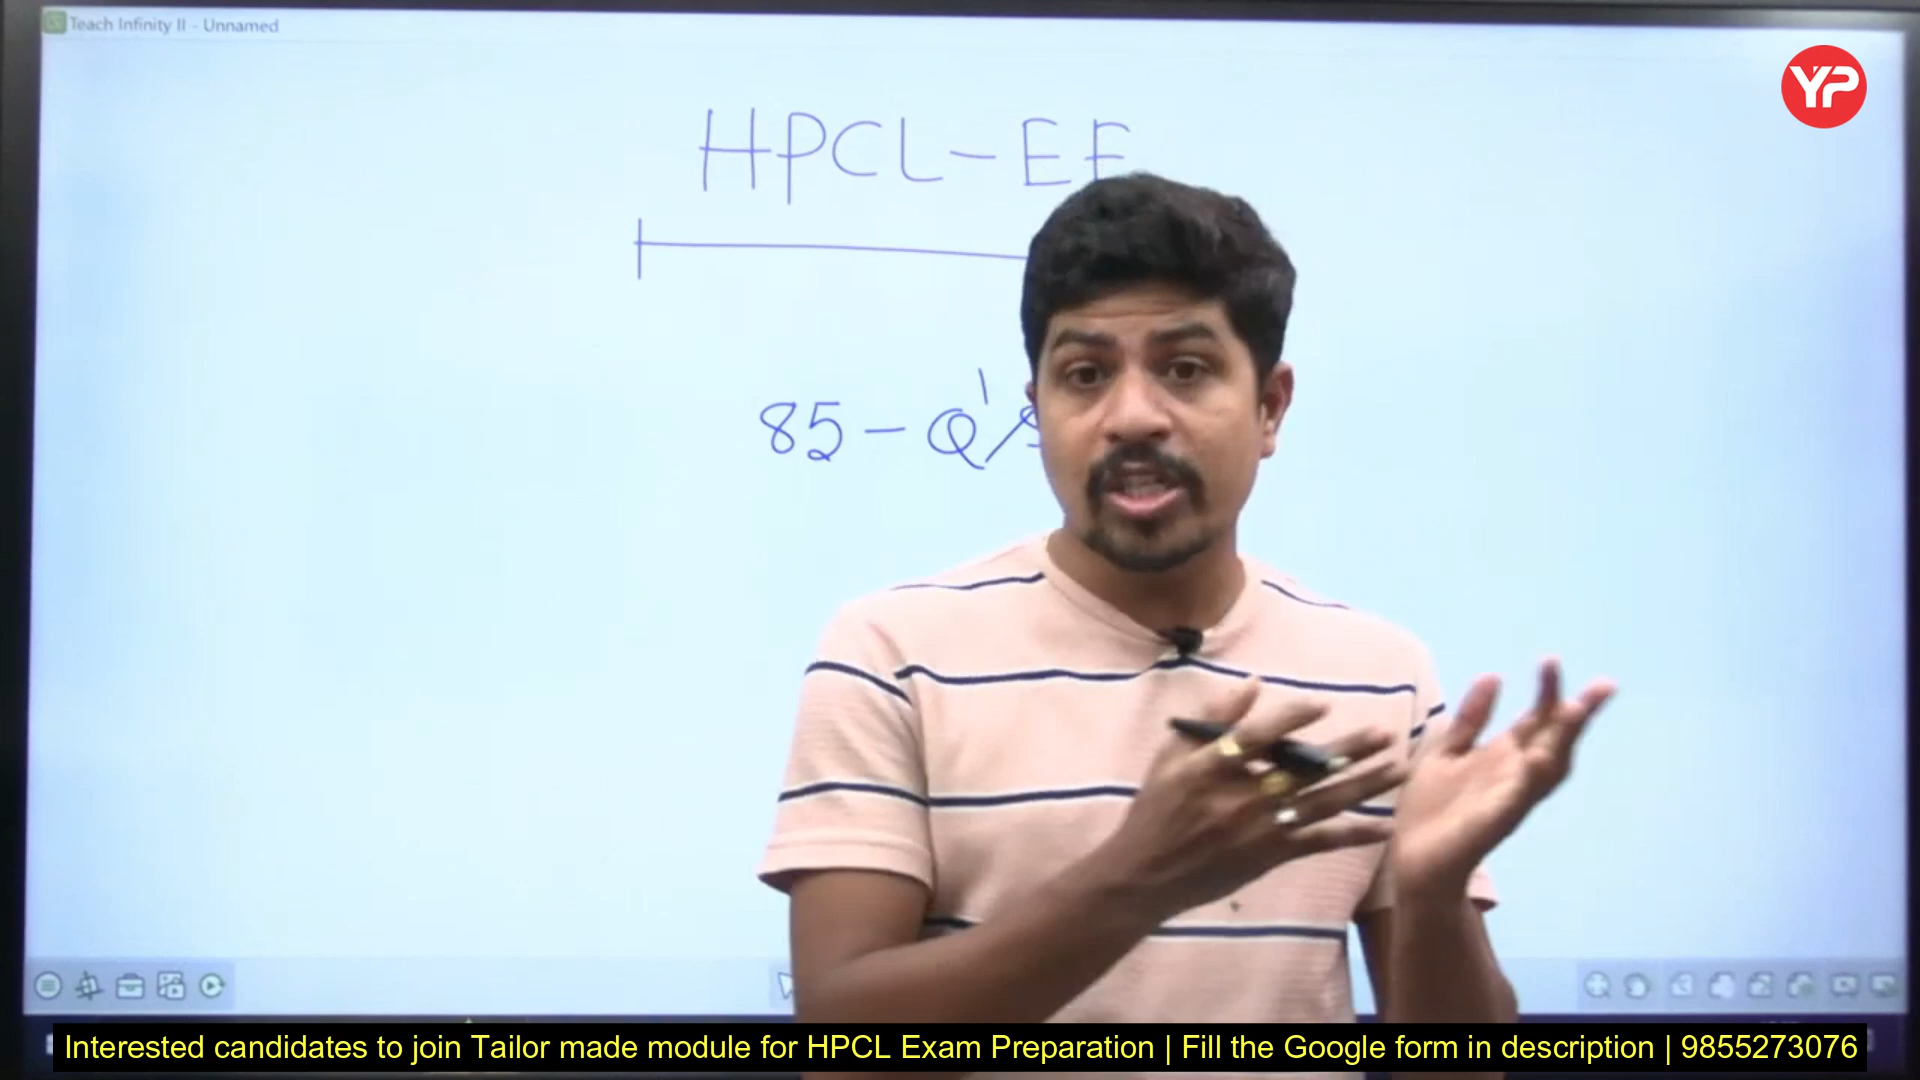 Teach Infinity II - Unnamed
YP
HPCL-EE
85-Q's
Interested candidates to join Tailor made module for HPCL Exam Preparation | Fill the Google form in description | 9855273076